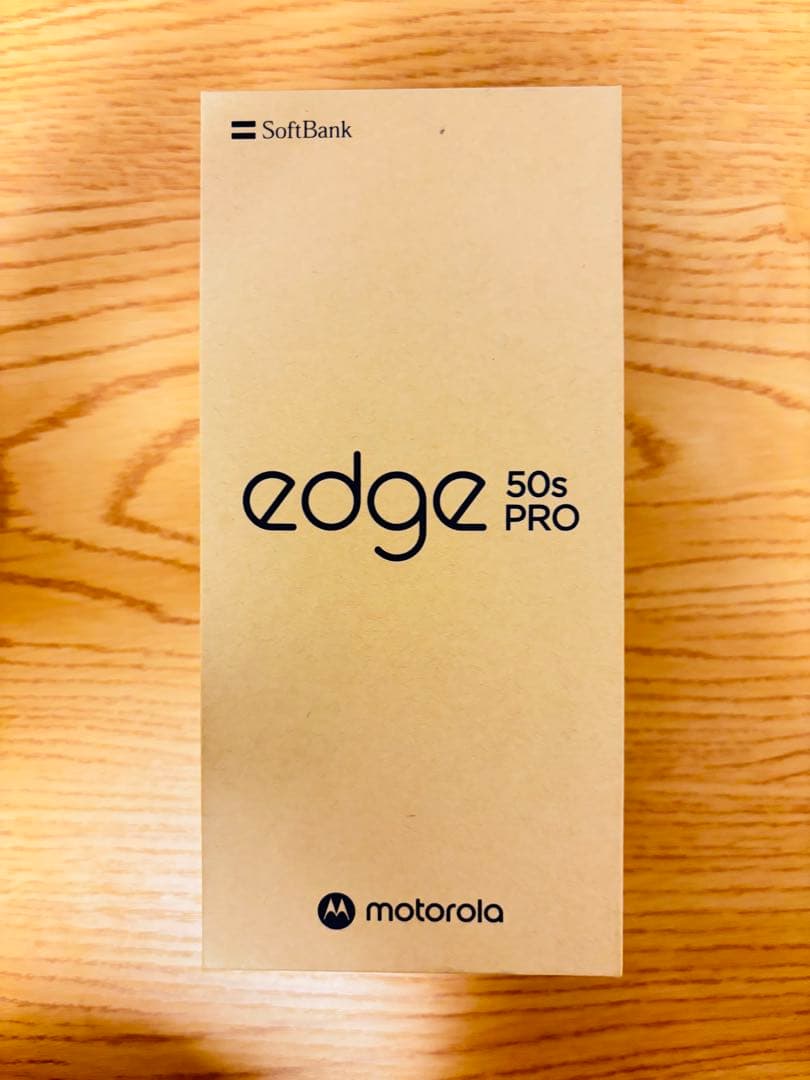 SoftBank
edge 50s
PRO
motorola